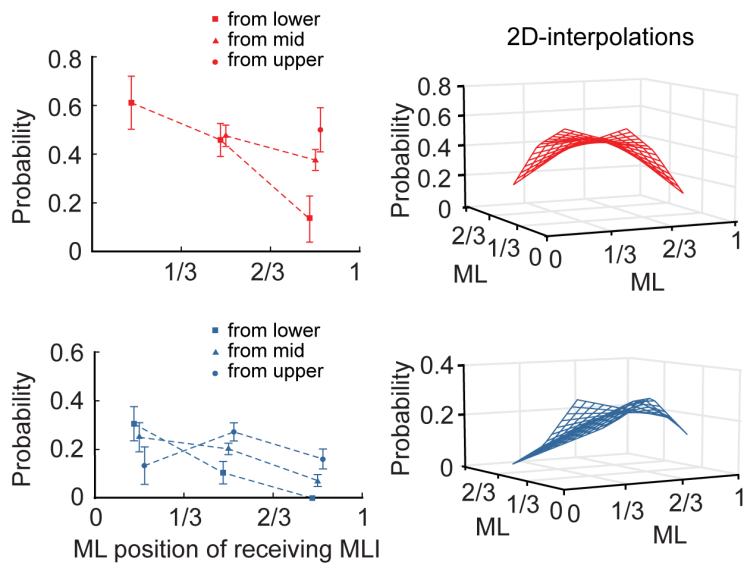 from lower
from mid
from upper
2D-interpolations
0.8
0.6
0.4
0.2
0
Probability
1/3
2/3
1
0.8
0.6
0.4
0.2
0
Probability
2/3
1/3
0
ML
0
1/3
2/3
1
ML
from lower
from mid
from upper
0.6
0.4
0.2
0
Probability
0
1/3
2/3
1
ML position of receiving MLI
0.4
0.2
0
Probability
2/3
1/3
0
ML
0
1/3
2/3
1
ML